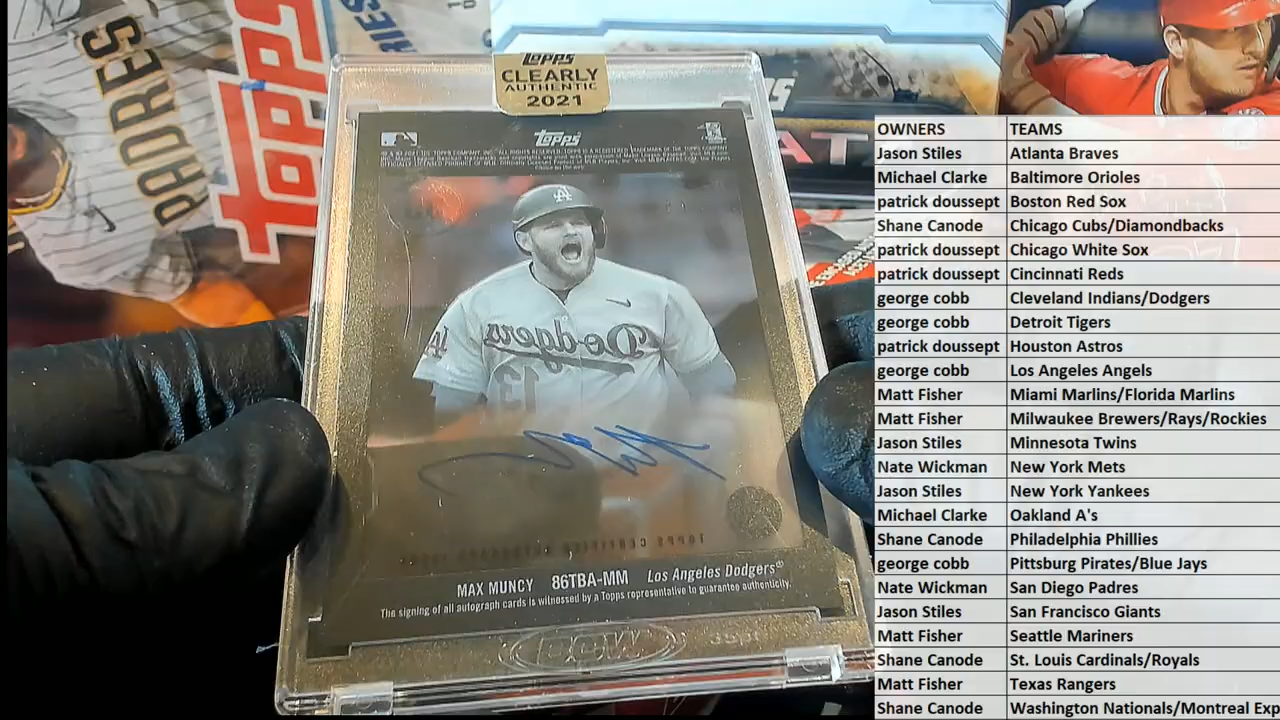 PADRES
TOPPS
TOPPS
CLEARLY
AUTHENTIC
2021
TOPPS
LA
Dodgers
13
MAX MUNCY 86TBA-MM Los Angeles Dodgers®
The signing of all autograph cards is witnessed by a Topps representative to guarantee authenticity.
OWNERS TEAMS
Jason Stiles Atlanta Braves
Michael Clarke Baltimore Orioles
patrick doussept Boston Red Sox
Shane Canode Chicago Cubs/Diamondbacks
patrick doussept Chicago White Sox
patrick doussept Cincinnati Reds
george cobb Cleveland Indians/Dodgers
george cobb Detroit Tigers
patrick doussept Houston Astros
george cobb Los Angeles Angels
Matt Fisher Miami Marlins/Florida Marlins
Matt Fisher Milwaukee Brewers/Rays/Rockies
Jason Stiles Minnesota Twins
Nate Wickman New York Mets
Jason Stiles New York Yankees
Michael Clarke Oakland A's
Shane Canode Philadelphia Phillies
george cobb Pittsburg Pirates/Blue Jays
Nate Wickman San Diego Padres
Jason Stiles San Francisco Giants
Matt Fisher Seattle Mariners
Shane Canode St. Louis Cardinals/Royals
Matt Fisher Texas Rangers
Shane Canode Washington Nationals/Montreal Exp